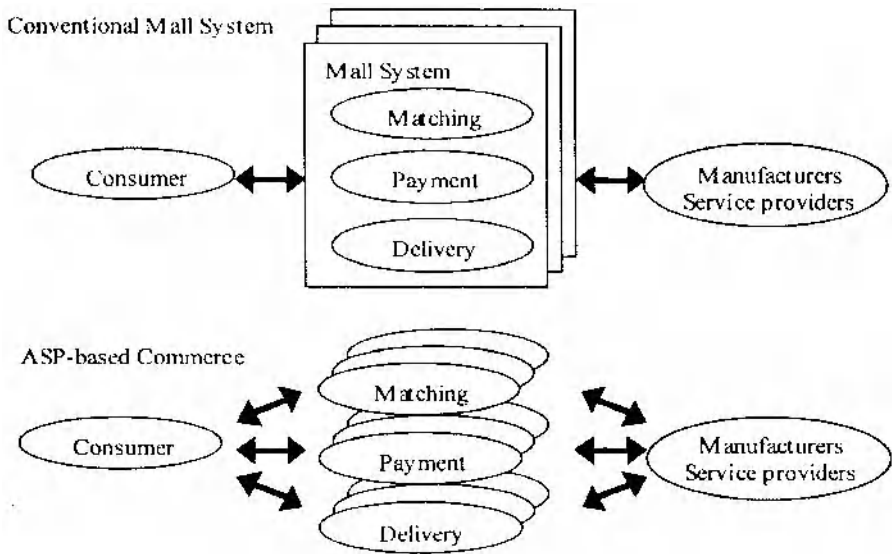 Conventional Mall System
Mall System
Matching
Consumer
Payment
Manufacturers
Service providers
Delivery
ASP-based Commerce
Matching
Consumer
Payment
Manufacturers
Service providers
Delivery